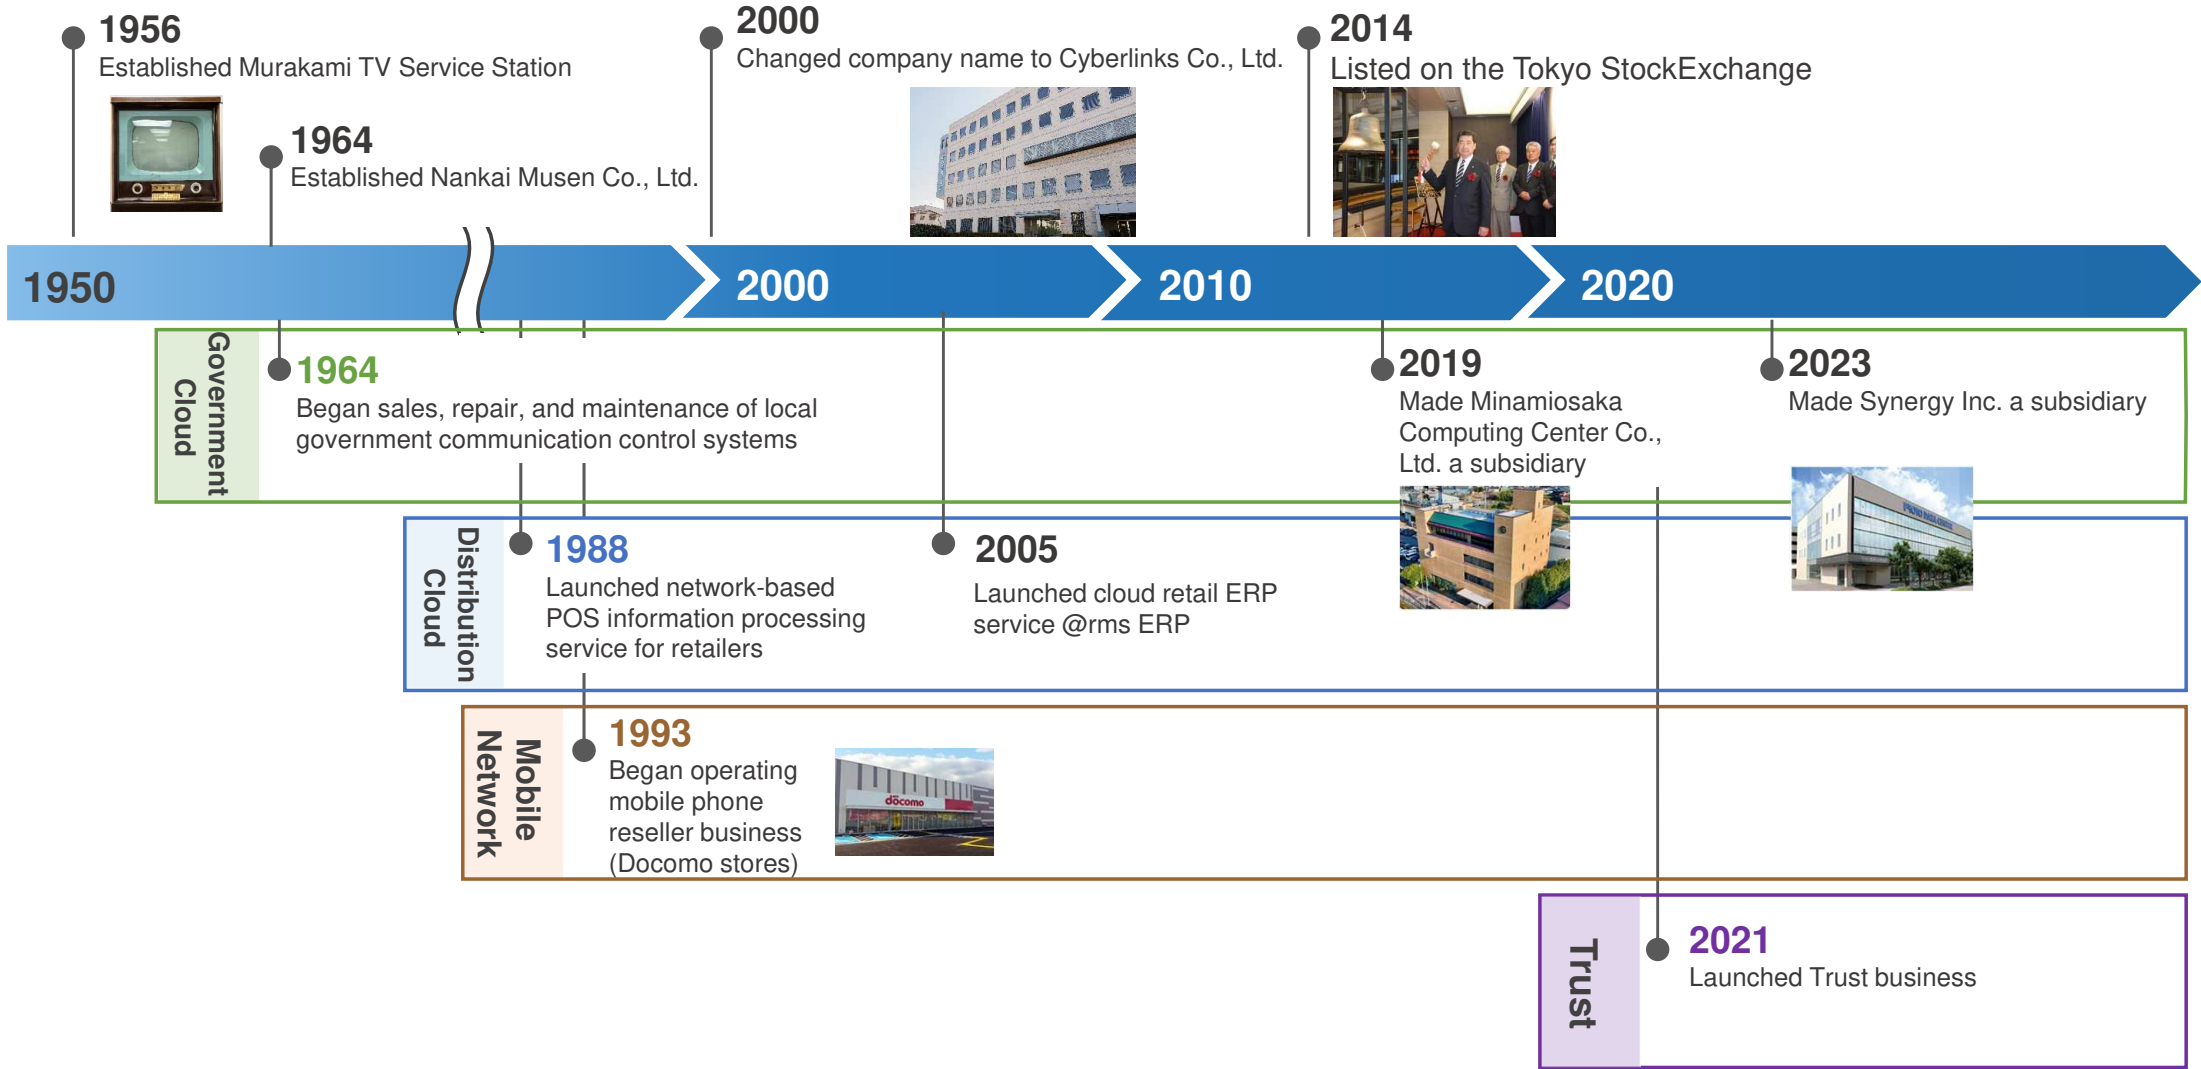 1956
Established Murakami TV Service Station
1964
Established Nankai Musen Co., Ltd.
2000
Changed company name to Cyberlinks Co., Ltd.
2014
Listed on the Tokyo StockExchange
1950
2000
2010
2020
Government
Cloud
1964
Began sales, repair, and maintenance of local
government communication control systems
2019
Made Minamiosaka
Computing Center Co.,
Ltd. a subsidiary
2023
Made Synergy Inc. a subsidiary
Distribution
Cloud
1988
Launched network-based
POS information processing
service for retailers
2005
Launched cloud retail ERP
service @rms ERP
Mobile
Network
1993
Began operating
mobile phone
reseller business
(Docomo stores)
docomo
Trust
2021
Launched Trust business